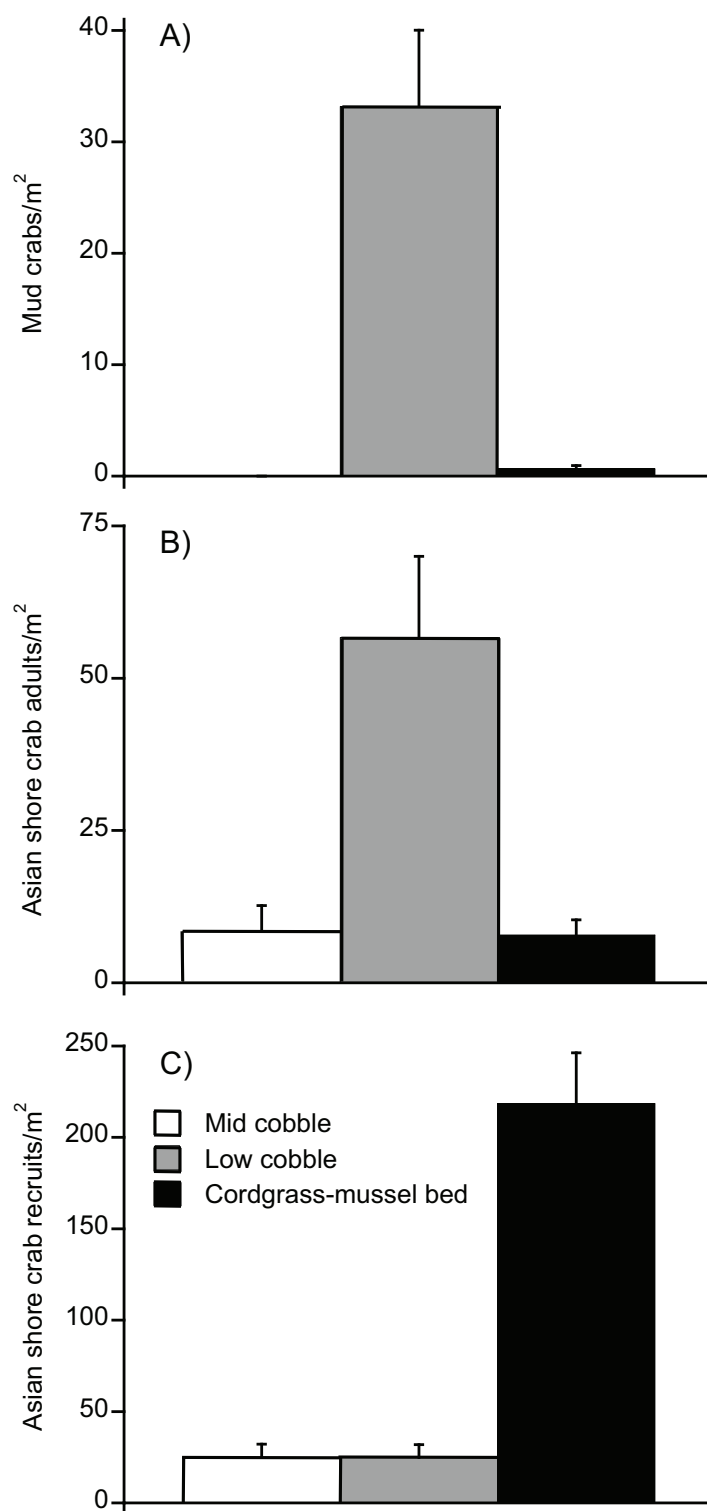 A)
40
30
20
10
0
Mud crabs/m²
B)
75
50
25
0
Asian shore crab adults/m²
C)
250
200
150
100
50
0
Asian shore crab recruits/m²
Mid cobble
Low cobble
Cordgrass-mussel bed